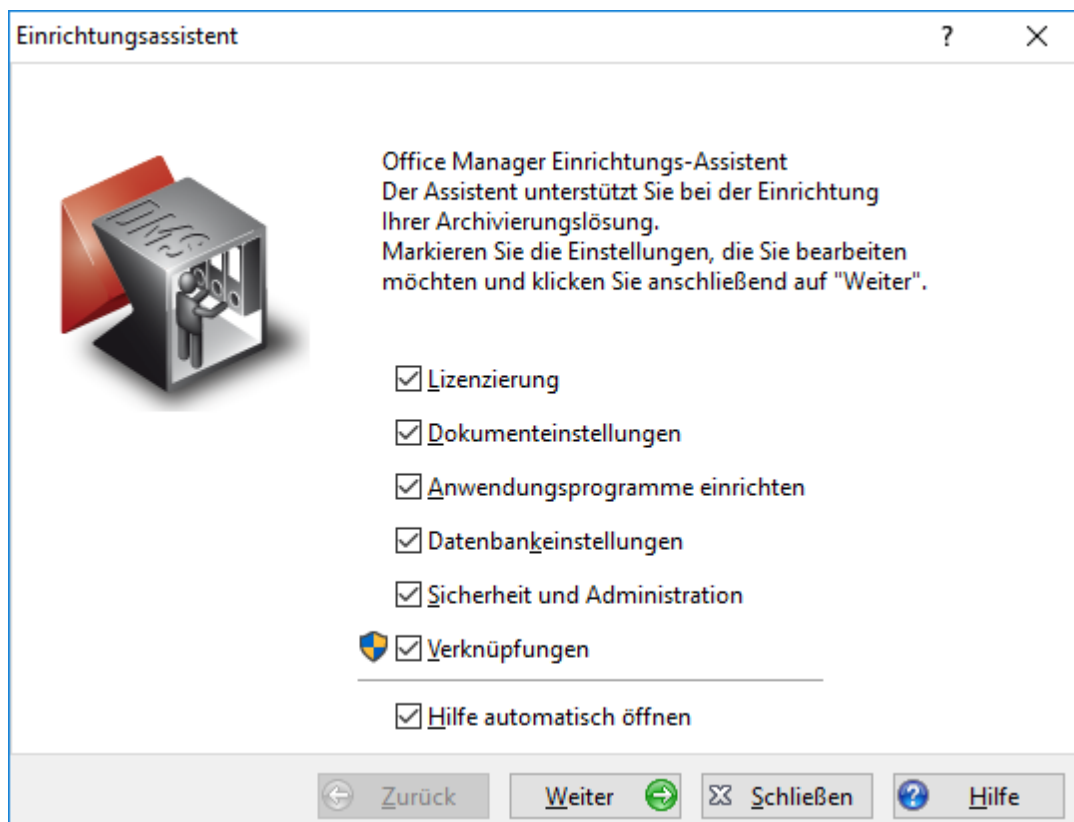 Einrichtungsassistent
?
Office Manager Einrichtungs-Assistent
Der Assistent unterstützt Sie bei der Einrichtung
Ihrer Archivierungslösung.
Markieren Sie die Einstellungen, die Sie bearbeiten
möchten und klicken Sie anschließend auf "Weiter".
DMS
Lizenzierung
Dokumenteinstellungen
Anwendungsprogramme einrichten
Datenbankeinstellungen
Sicherheit und Administration
Verknüpfungen
Hilfe automatisch öffnen
Zurück
Weiter
Schließen
? Hilfe